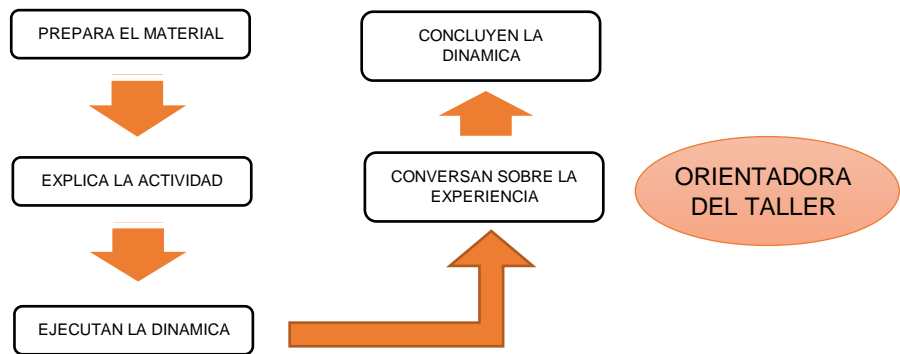 PREPARA EL MATERIAL
EXPLICA LA ACTIVIDAD
EJECUTAN LA DINAMICA
CONVERSAN SOBRE LA
EXPERIENCIA
CONCLUYEN LA
DINAMICA
ORIENTADORA
DEL TALLER